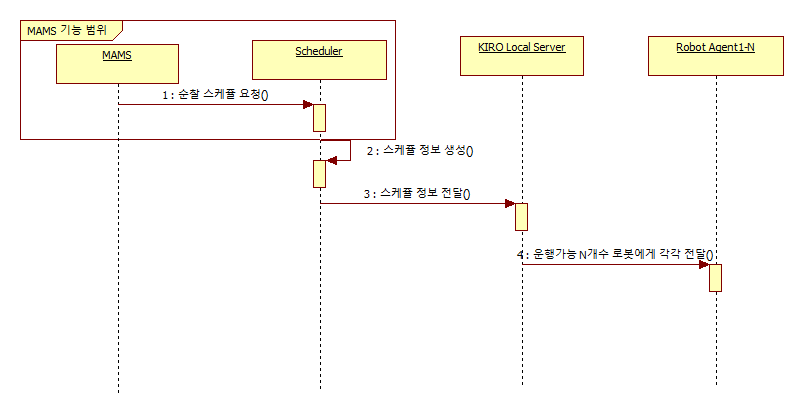 MAMS 기능 범위
MAMS
Scheduler
KIRO Local Server
Robot Agent1-N
1 : 순찰 스케쥴 요청()
2 : 스케쥴 정보 생성()
3 : 스케쥴 정보 전달()
4 : 운행가능 N개수 로봇에게 각각 전달()